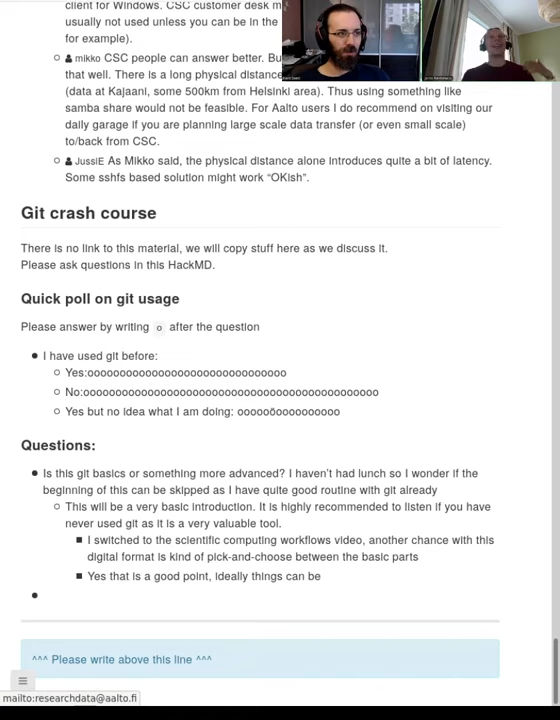 client for Windows. CSC customer desk m
usually not used unless you can be in the
for example).
mikko CSC people can answer better. Bu
that well. There is a long physical distance
(data at Kajaani, some 500km from Helsinki area). Thus using something like
samba share would not be feasible. For Aalto users I do recommend on visiting our
daily garage if you are planning large scale data transfer (or even small scale)
to/back from CSC.
JussiE As Mikko said, the physical distance alone introduces quite a bit of latency.
Some sshfs based solution might work “OKish”.
Git crash course
There is no link to this material, we will copy stuff here as we discuss it.
Please ask questions in this HackMD.
Quick poll on git usage
Please answer by writing o after the question
I have used git before:
Yes:ooooooooooooooooooooooooooooooo
No:oooooooooooooooooooooooooooooooooooooooooooooo
Yes but no idea what I am doing: oooooõoooooooooo
Questions:
Is this git basics or something more advanced? I haven’t had lunch so I wonder if the
beginning of this can be skipped as I have quite good routine with git already
This will be a very basic introduction. It is highly recommended to listen if you have
never used git as it is a very valuable tool.
I switched to the scientific computing workflows video, another chance with this
digital format is kind of pick-and-choose between the basic parts
Yes that is a good point, ideally things can be
^^^ Please write above this line ^^^
mailto:researchdata@aalto.fi